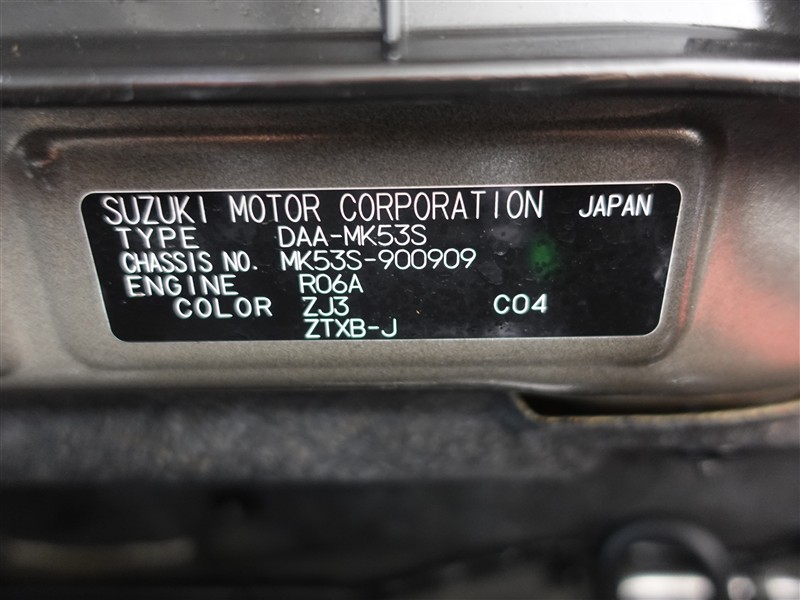 SUZUKI MOTOR CORPORATION JAPAN
TYPE DAA-MK53S
CHASSIS NO. MK53S-900909
ENGINE R06A
COLOR ZJ3 C04
ZTXB-J